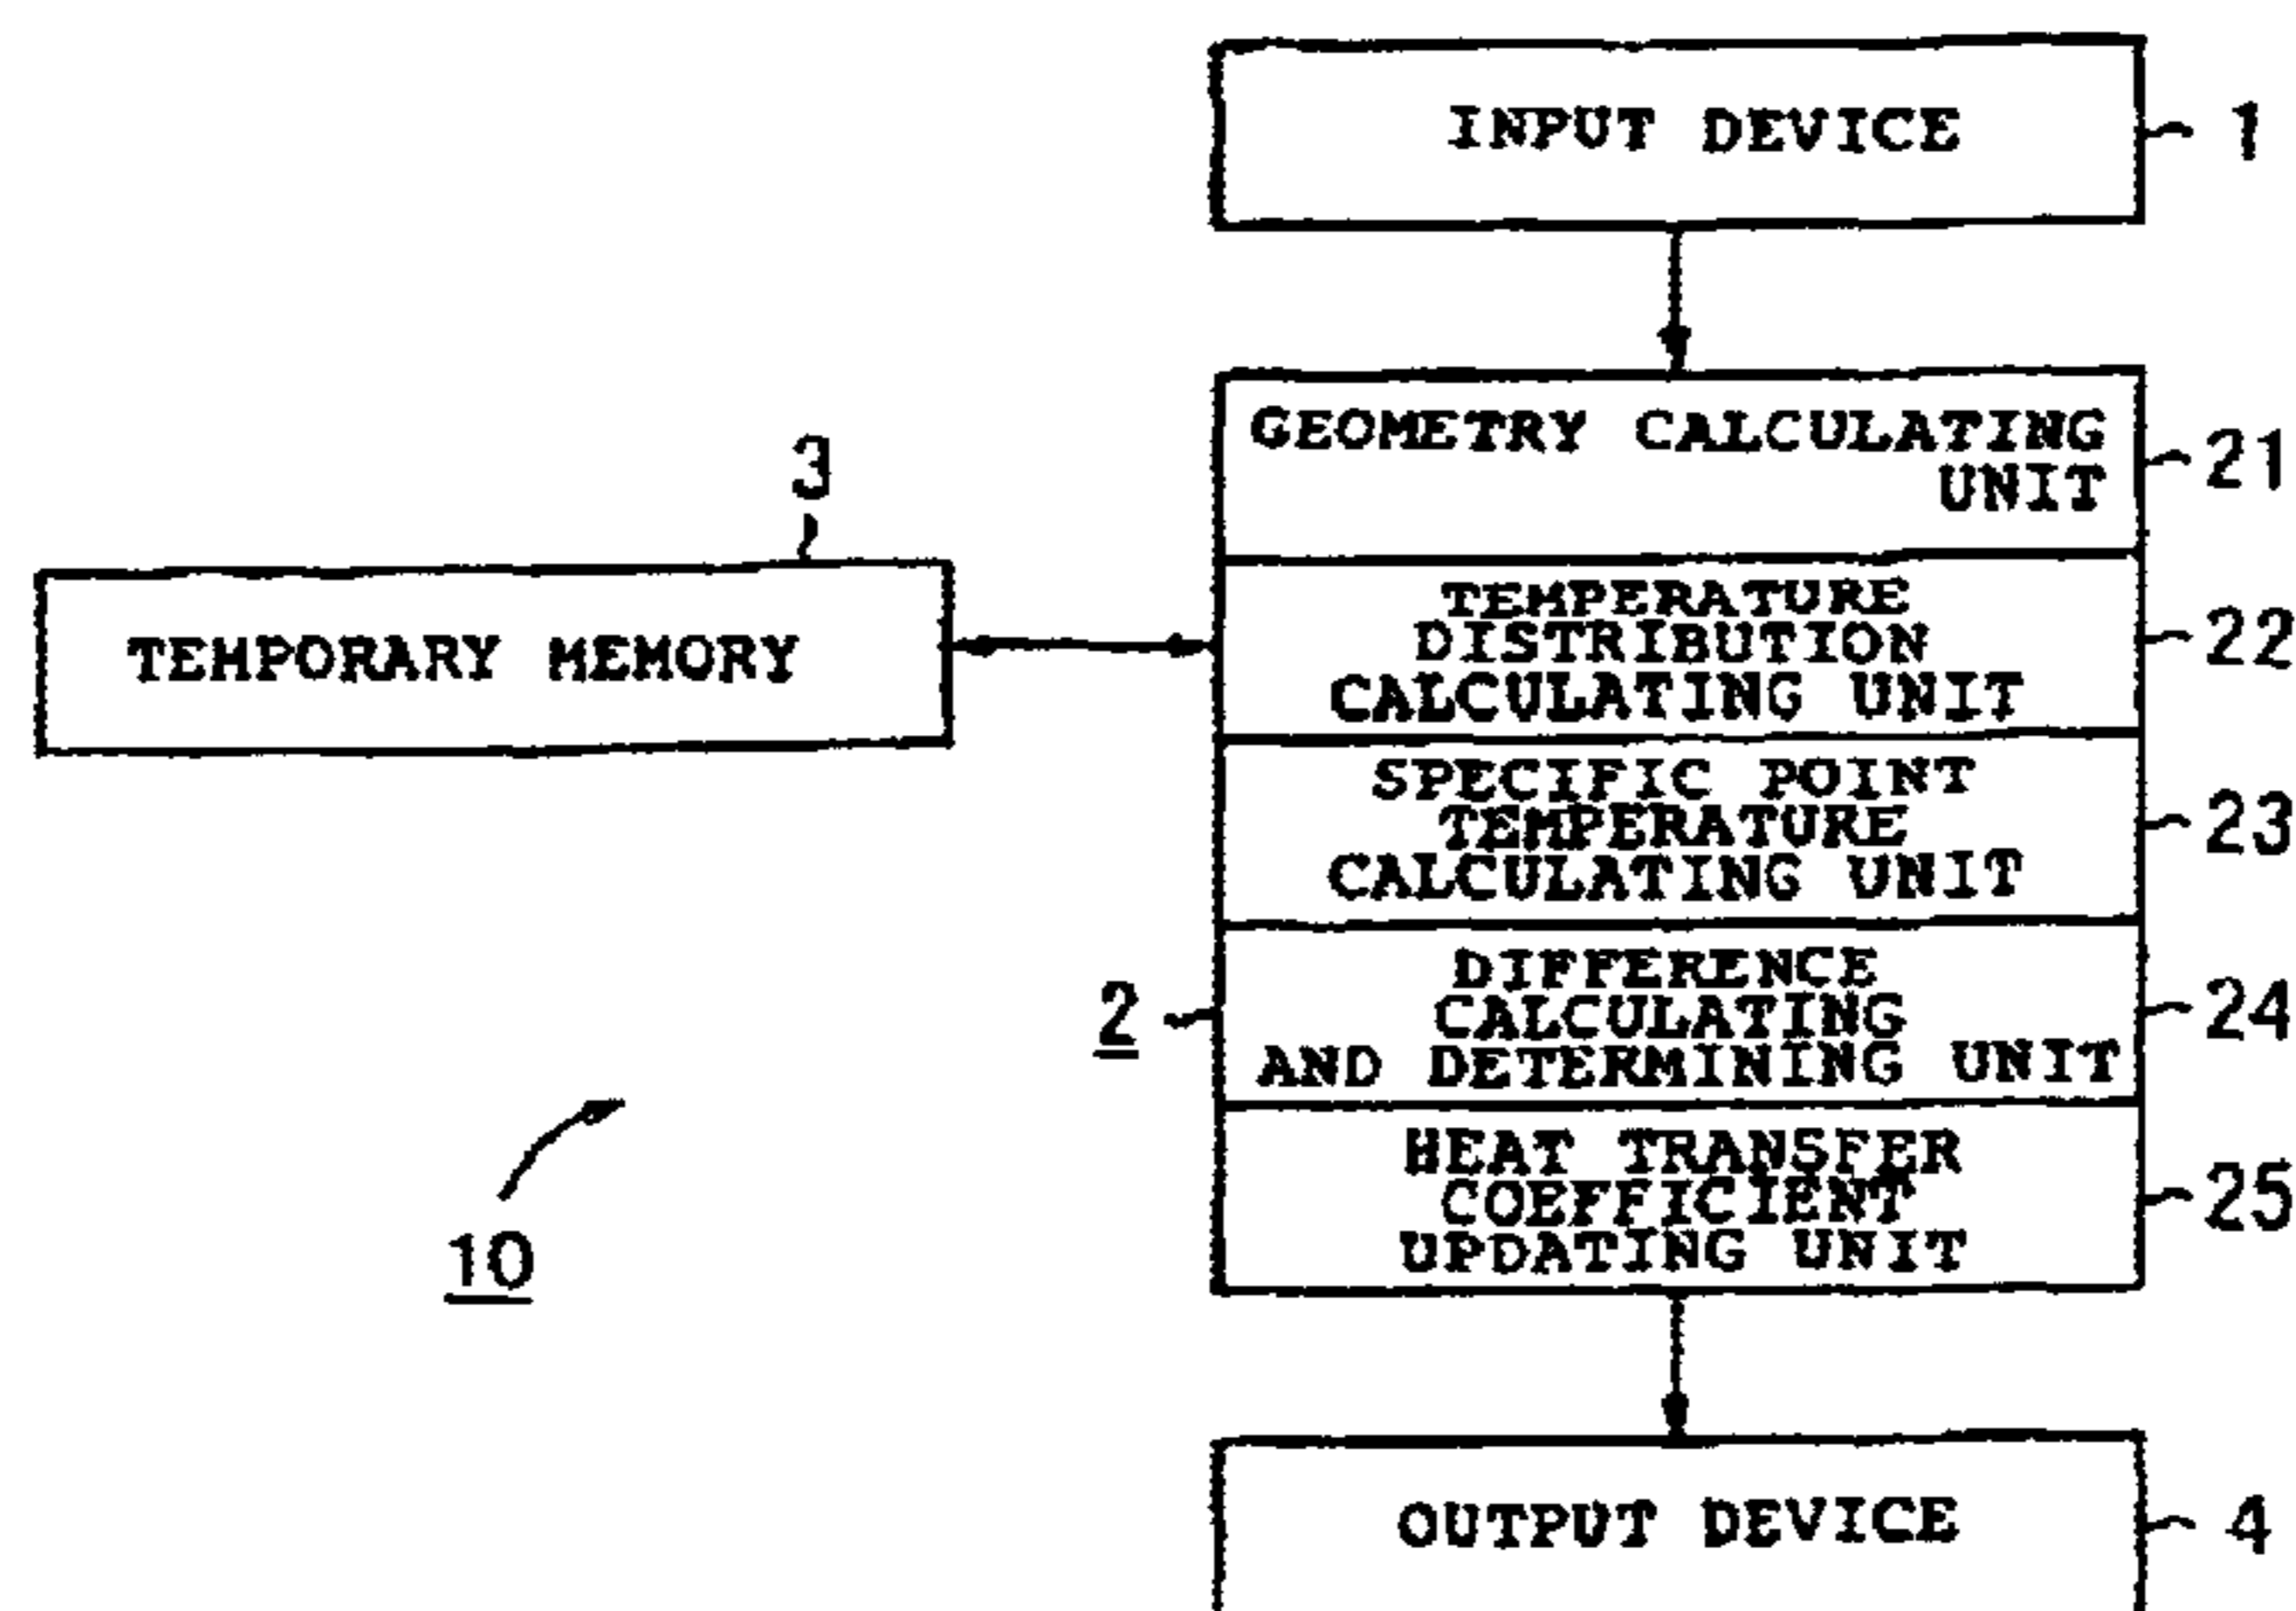 INPUT DEVICE
1
GEOMETRY CALCULATING
UNIT
21
3
TEMPORARY MEMORY
TEMPERATURE
DISTRIBUTION
CALCULATING UNIT
22
SPECIFIC POINT
TEMPERATURE
CALCULATING UNIT
23
2
DIFFERENCE
CALCULATING
AND DETERMINING UNIT
24
HEAT TRANSFER
COEFFICIENT
UPDATING UNIT
25
10
OUTPUT DEVICE
4